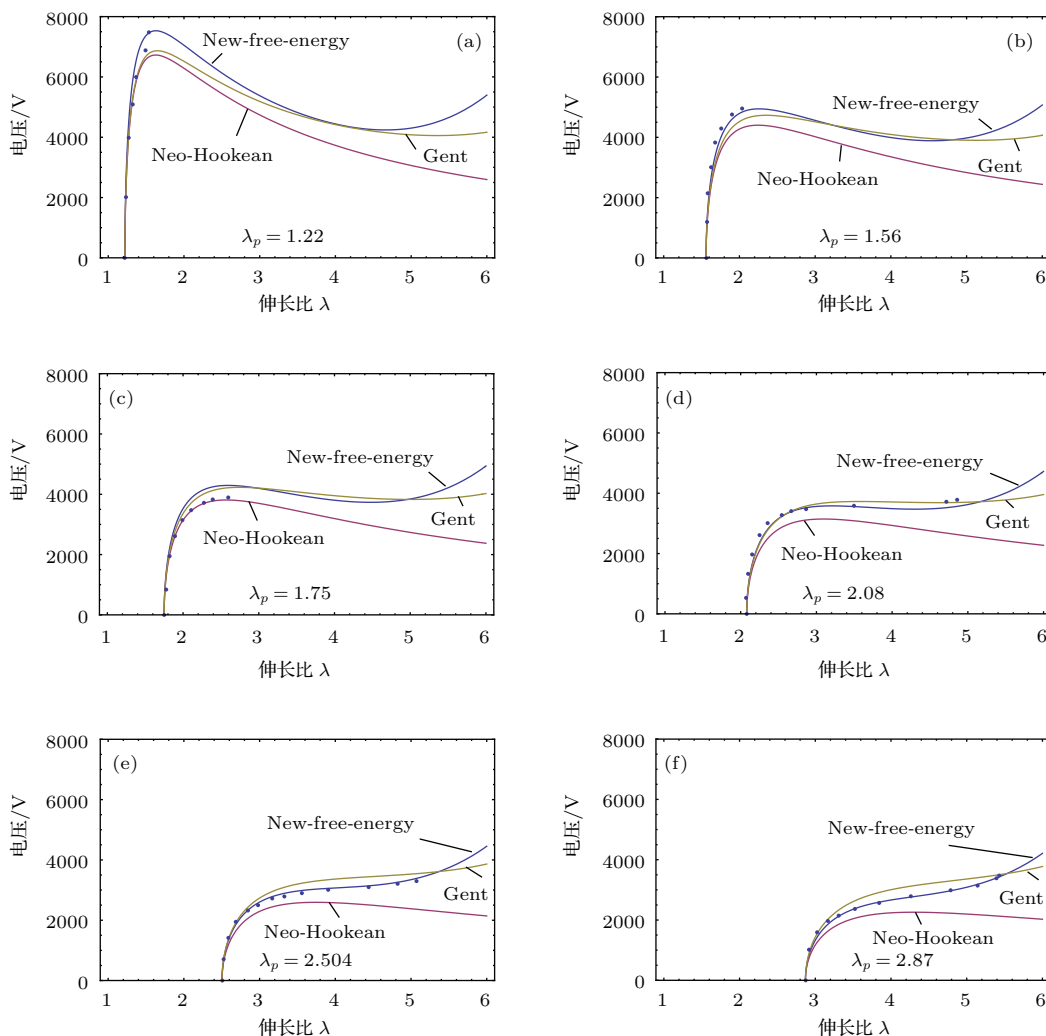 8000
6000
4000
2000
0
电压/V
New-free-energy
(a)
Neo-Hookean
Gent
λp = 1.22
1 2 3 4 5 6
伸长比 λ
8000
6000
4000
2000
0
电压/V
(b)
New-free-energy
Neo-Hookean
Gent
λp = 1.56
1 2 3 4 5 6
伸长比 λ
8000
6000
4000
2000
0
电压/V
(c)
New-free-energy
Gent
Neo-Hookean
λp = 1.75
1 2 3 4 5 6
伸长比 λ
8000
6000
4000
2000
0
电压/V
(d)
New-free-energy
Gent
Neo-Hookean
λp = 2.08
1 2 3 4 5 6
伸长比 λ
8000
6000
4000
2000
0
电压/V
(e)
New-free-energy
Gent
Neo-Hookean
λp = 2.504
1 2 3 4 5 6
伸长比 λ
8000
6000
4000
2000
0
电压/V
(f)
New-free-energy
Gent
Neo-Hookean
λp = 2.87
1 2 3 4 5 6
伸长比 λ